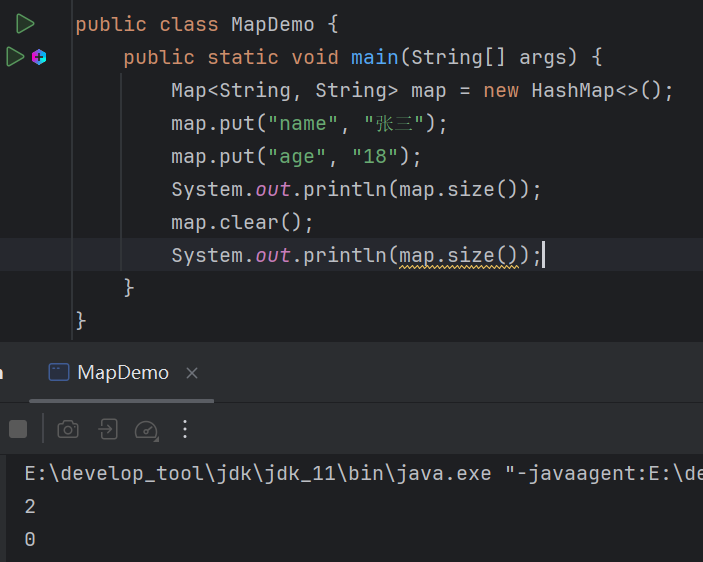 public class MapDemo {
public static void main(String[] args) {
Map<String, String> map = new HashMap<>();
map.put("name", "张三");
map.put("age", "18");
System.out.println(map.size());
map.clear();
System.out.println(map.size());
}
}
MapDemo
E:\develop_tool\jdk\jdk_11\bin\java.exe "-javaagent:E:\de
2
0